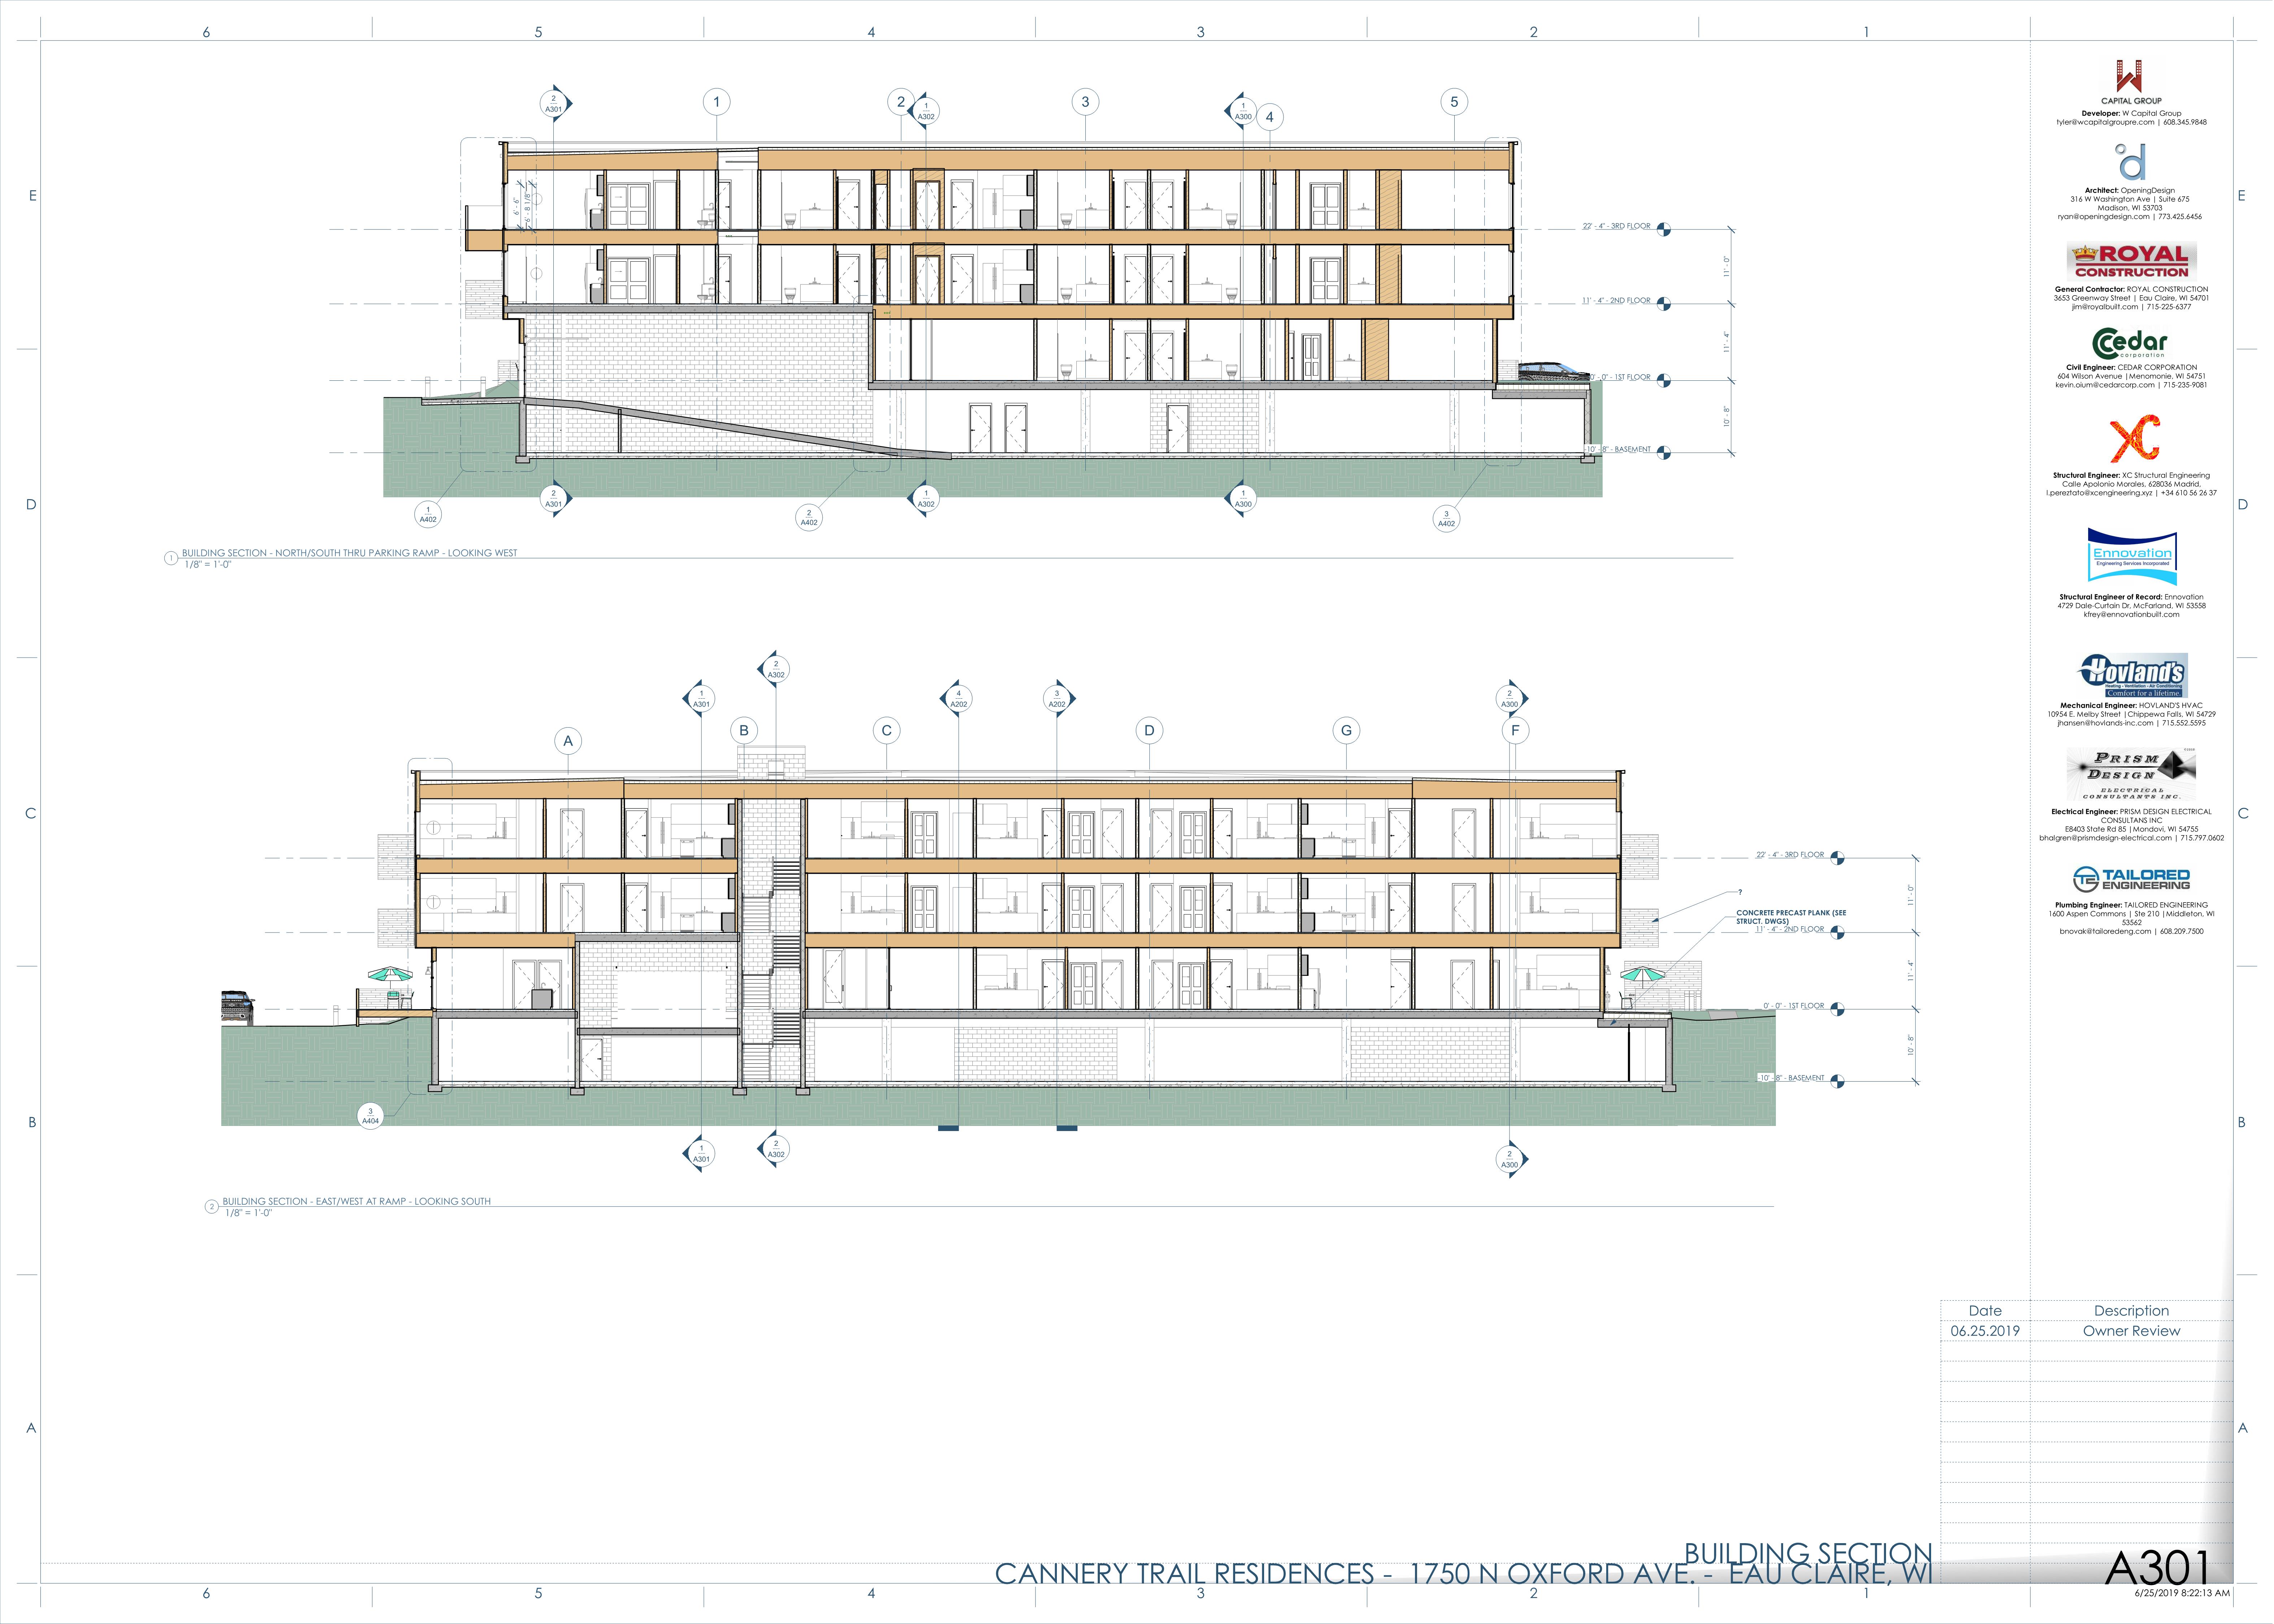 6 5 4 3 2 1
E
D
C
B
A
2
A301
1
2
1
A302
3
1
A300
4
5
6' - 6"
6' - 8 1/8"
22' - 4" - 3RD FLOOR
11' - 0"
11' - 4" - 2ND FLOOR
11' - 4"
0' - 0" - 1ST FLOOR
10' - 8"
-10' - 8" - BASEMENT
1
A402
2
A301
2
A402
1
A302
1
A300
3
A402
1
BUILDING SECTION - NORTH/SOUTH THRU PARKING RAMP - LOOKING WEST
1/8" = 1'-0"
2
A302
1
A301
4
A202
3
A202
2
A300
A
B
C
D
G
F
?
CONCRETE PRECAST PLANK (SEE
STRUCT. DWGS)
22' - 4" - 3RD FLOOR
11' - 0"
11' - 4" - 2ND FLOOR
11' - 4"
0' - 0" - 1ST FLOOR
10' - 8"
-10' - 8" - BASEMENT
3
A404
1
A301
2
A302
2
A300
2
BUILDING SECTION - EAST/WEST AT RAMP - LOOKING SOUTH
1/8" = 1'-0"
CAPITAL GROUP
Developer: W Capital Group
tyler@wcapitalgroupre.com | 608.345.9848
Architect: OpeningDesign
316 W Washington Ave | Suite 675
Madison, WI 53703
ryan@openingdesign.com | 773.425.6456
ROYAL
CONSTRUCTION
General Contractor: ROYAL CONSTRUCTION
3653 Greenway Street | Eau Claire, WI 54701
jlm@royalbuilt.com | 715-225-6377
Cedar
corporation
Civil Engineer: CEDAR CORPORATION
604 Wilson Avenue |Menomonie, WI 54751
kevin.oium@cedarcorp.com | 715-235-9081
XC
Structural Engineer: XC Structural Engineering
Calle Apolonio Morales, 628036 Madrid,
l.pereztato@xcengineering.xyz | +34 610 56 26 37
Ennovation
Engineering Services Incorporated
Structural Engineer of Record: Ennovation
4729 Dale-Curtain Dr, McFarland, WI 53558
kfrey@ennovationbuilt.com
Hovland's
Heating - Ventilation - Air Conditioning
Comfort for a lifetime.
Mechanical Engineer: HOVLAND'S HVAC
10954 E. Melby Street |Chippewa Falls, WI 54729
jhansen@hovlands-inc.com | 715.552.5595
PRISM
DESIGN
ELECTRICAL
CONSULTANTS INC.
Electrical Engineer: PRISM DESIGN ELECTRICAL
CONSULTANS INC
E8403 State Rd 85 |Mondovi, WI 54755
bhalgren@prismdesign-electrical.com | 715.797.0602
TE TAILORED
ENGINEERING
Plumbing Engineer: TAILORED ENGINEERING
1600 Aspen Commons | Ste 210 |Middleton, WI
53562
bnovak@tailoredeng.com | 608.209.7500
Date Description
06.25.2019 Owner Review
BUILDING SECTION
CANNERY TRAIL RESIDENCES - 1750 N OXFORD AVE. - EAU CLAIRE, WI
A301
6/25/2019 8:22:13 AM
E
D
C
B
A
6 5 4 3 2 1